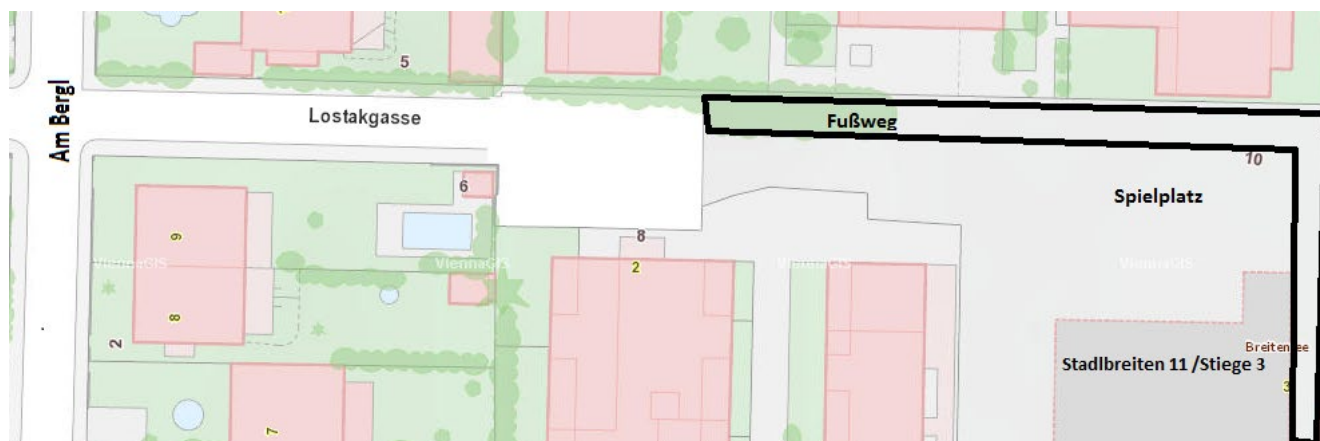 5
Am Bergl
Lostakgasse
Fußweg
10
6
Spielplatz
9
8
2
ViennaGIS
ViennaGIS
ViennaGIS
ViennaGIS
8
2
Breitensee
Stadlbreiten 11 /Stiege 3
3
7